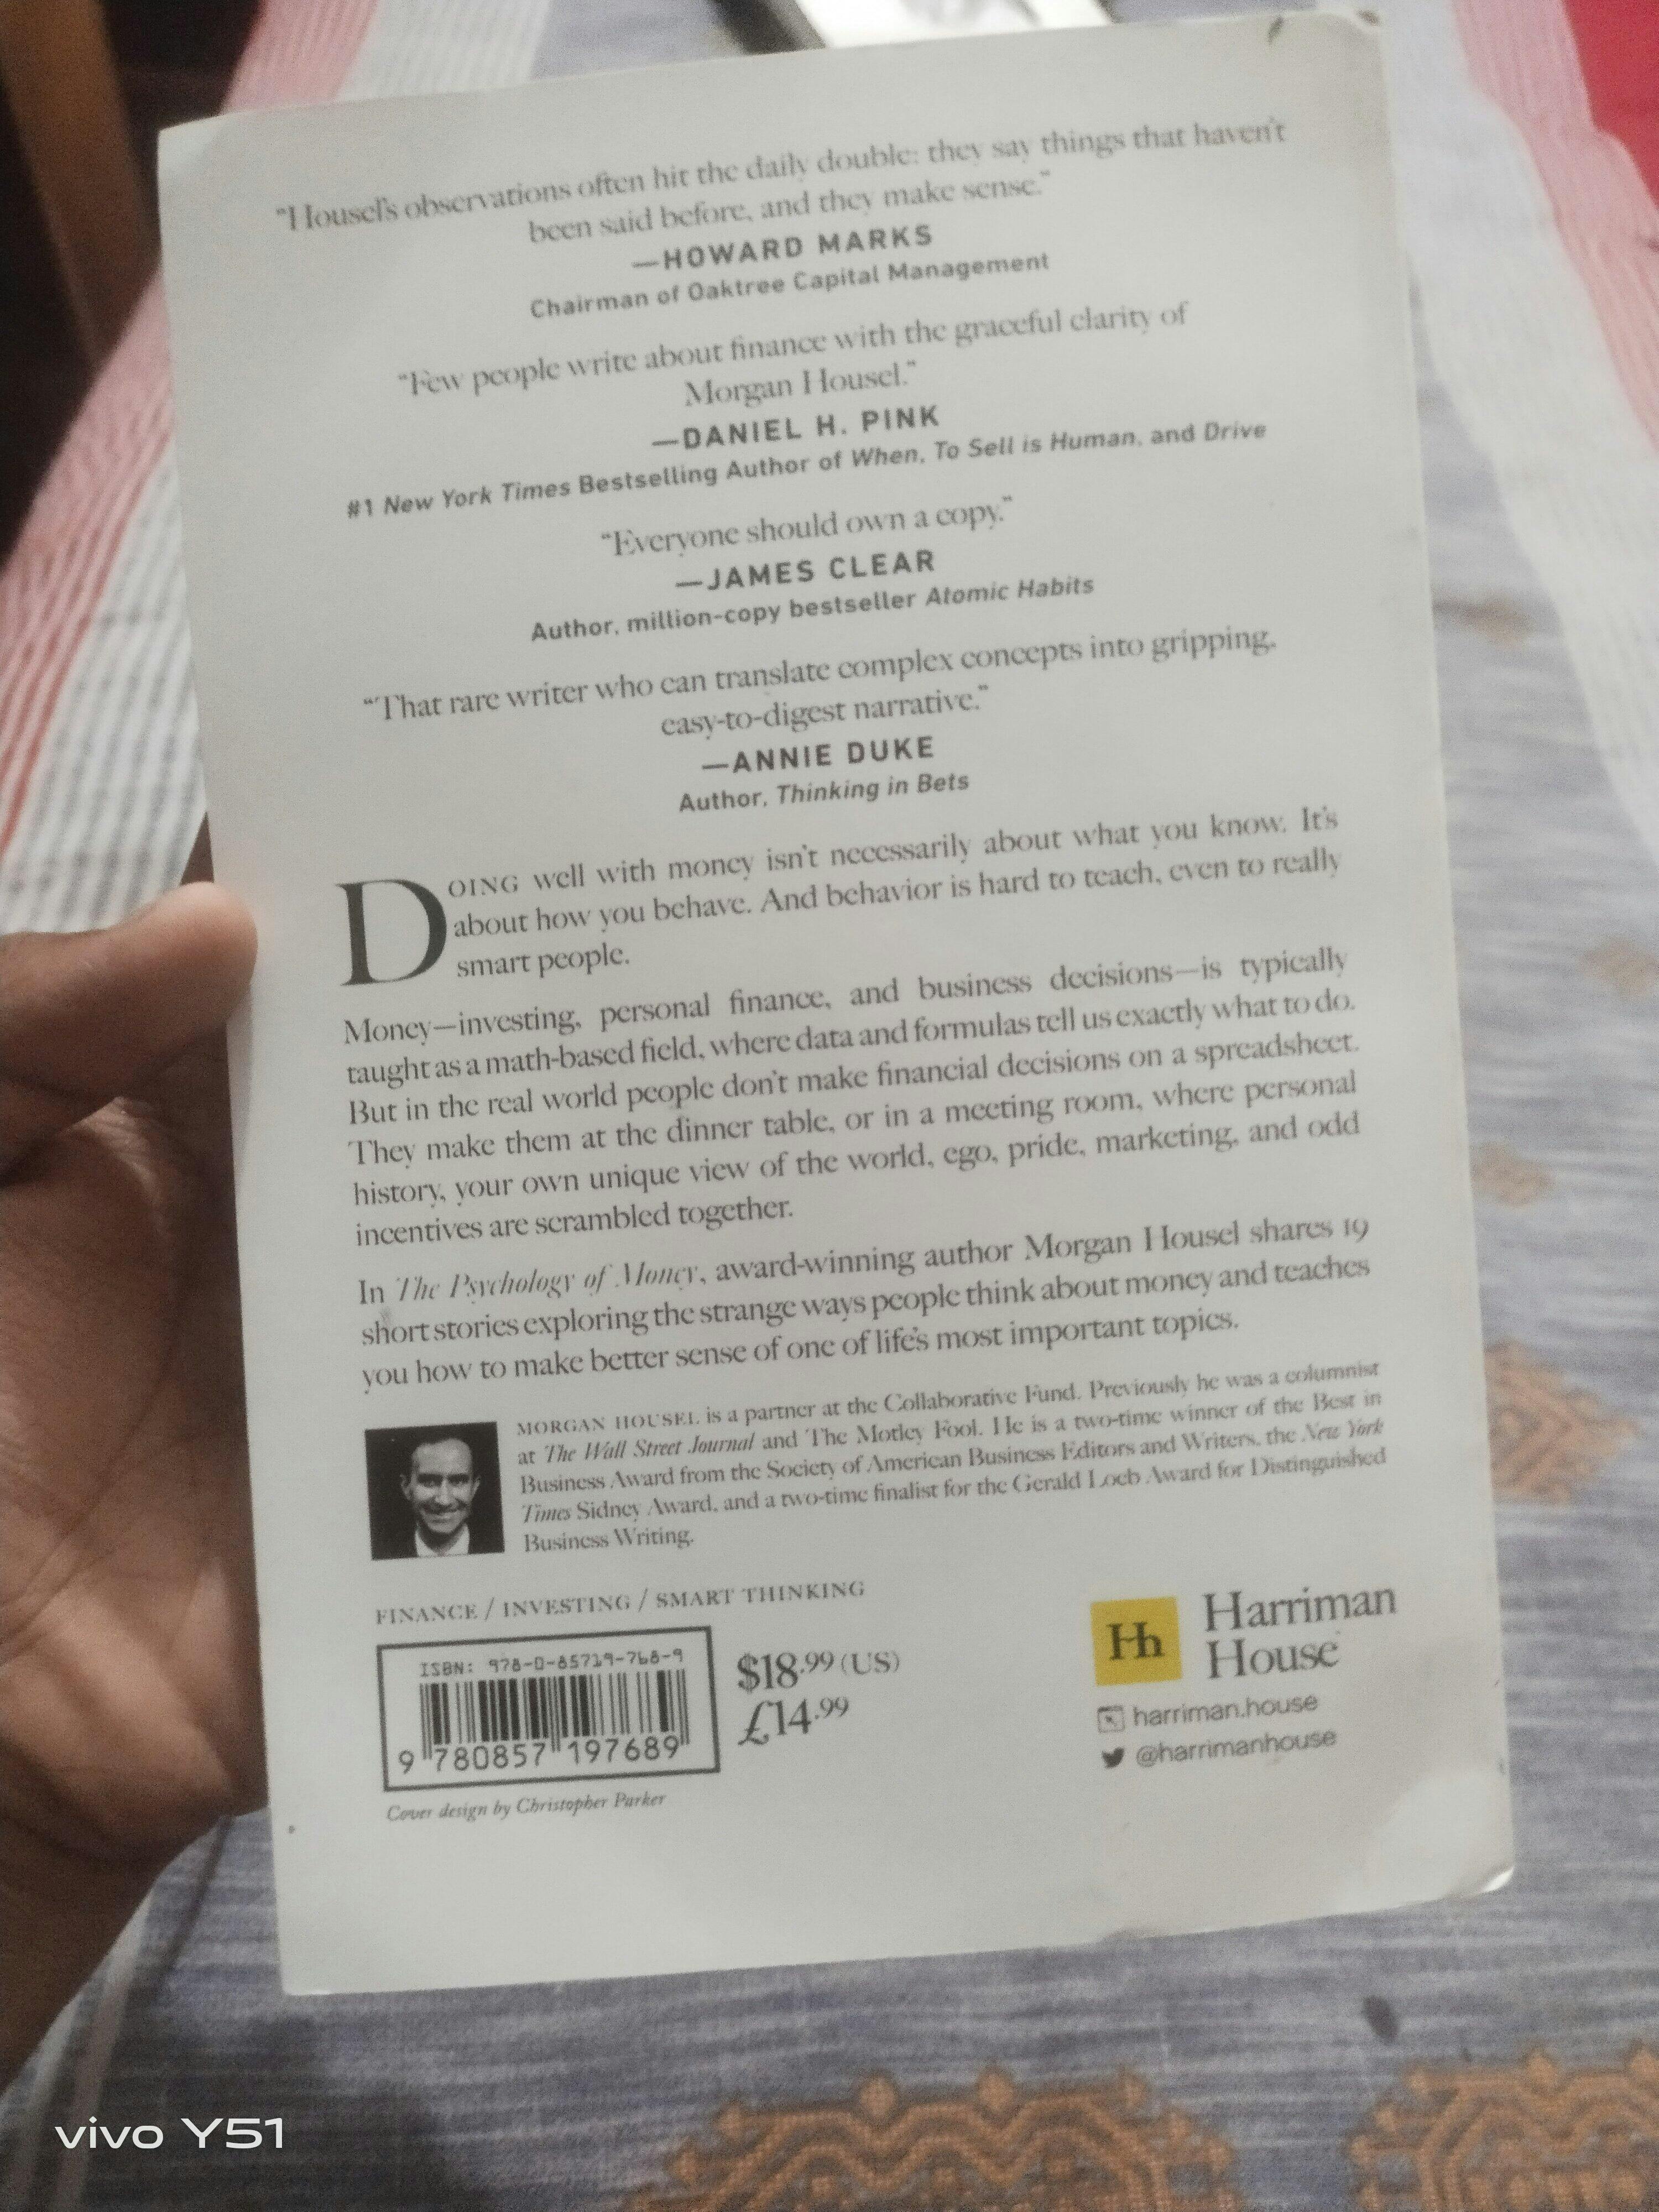 “Housel's observations often hit the daily double: they say things that haven't
been said before, and they make sense.”
—HOWARD MARKS
Chairman of Oaktree Capital Management
“Few people write about finance with the graceful clarity of
Morgan Housel.”
—DANIEL H. PINK
#1 New York Times Bestselling Author of When, To Sell is Human, and Drive
“Everyone should own a copy.”
—JAMES CLEAR
Author, million-copy bestseller Atomic Habits
“That rare writer who can translate complex concepts into gripping,
easy-to-digest narrative.”
—ANNIE DUKE
Author, Thinking in Bets
DOING well with money isn't necessarily about what you know. It's
about how you behave. And behavior is hard to teach, even to really
smart people.
Money—investing, personal finance, and business decisions—is typically
taught as a math-based field, where data and formulas tell us exactly what to do.
But in the real world people don't make financial decisions on a spreadsheet.
They make them at the dinner table, or in a meeting room, where personal
history, your own unique view of the world, ego, pride, marketing, and odd
incentives are scrambled together.
In The Psychology of Money, award-winning author Morgan Housel shares 19
short stories exploring the strange ways people think about money and teaches
you how to make better sense of one of life's most important topics.
MORGAN HOUSEL is a partner at the Collaborative Fund. Previously he was a columnist
at The Wall Street Journal and The Motley Fool. He is a two-time winner of the Best in
Business Award from the Society of American Business Editors and Writers, the New York
Times Sidney Award, and a two-time finalist for the Gerald Loeb Award for Distinguished
Business Writing.
FINANCE / INVESTING / SMART THINKING
ISBN: 978-0-85719-768-9
9 780857 197689
$18.99 (US)
£14.99
Hh
Harriman
House
harriman.house
@harrimanhouse
Cover design by Christopher Parker
vivo Y51